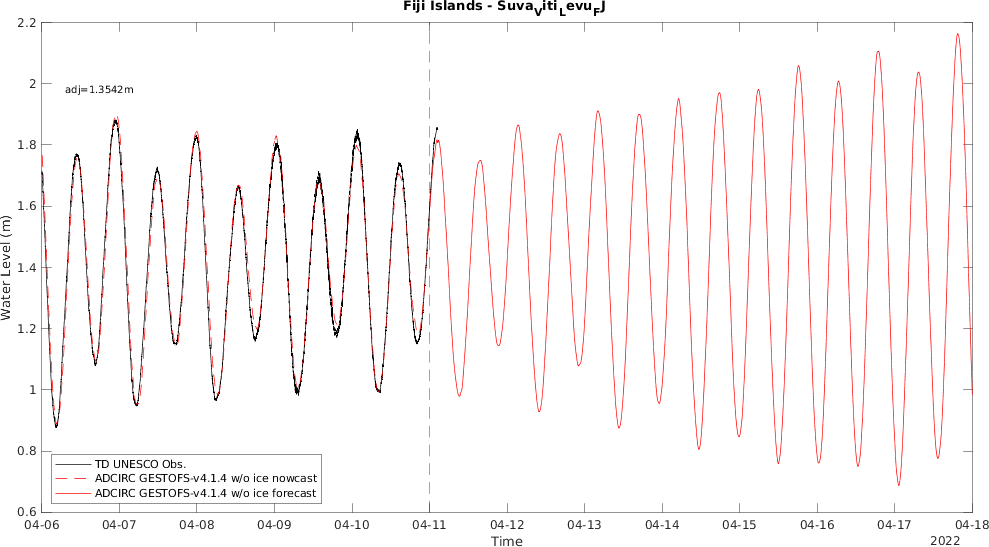 Fiji Islands - SuvaVitiLevuFJ
2.2
2
1.8
1.6
1.4
1.2
1
0.8
0.6
Water Level (m)
adj=1.3542m
TD UNESCO Obs.
ADCIRC GESTOFS-v4.1.4 w/o ice nowcast
ADCIRC GESTOFS-v4.1.4 w/o ice forecast
04-06 04-07 04-08 04-09 04-10 04-11 04-12 04-13 04-14 04-15 04-16 04-17 04-18
Time
2022